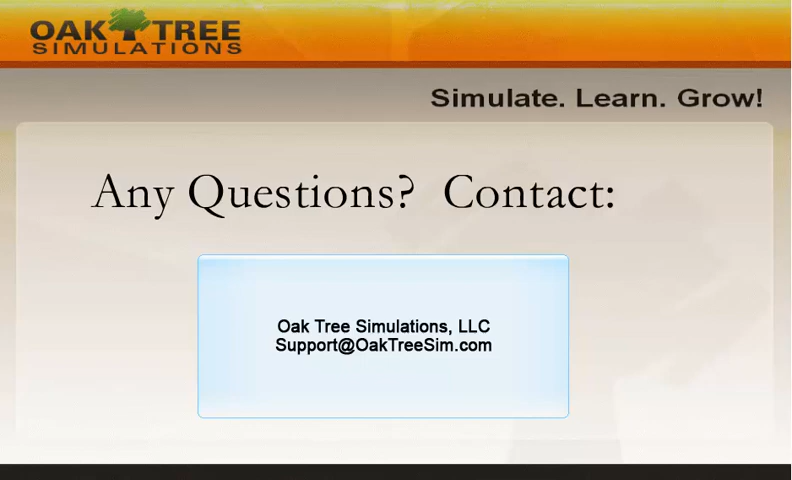 OAK TREE
SIMULATIONS
Simulate. Learn. Grow!
Any Questions? Contact:
Oak Tree Simulations, LLC
Support@OakTreeSim.com